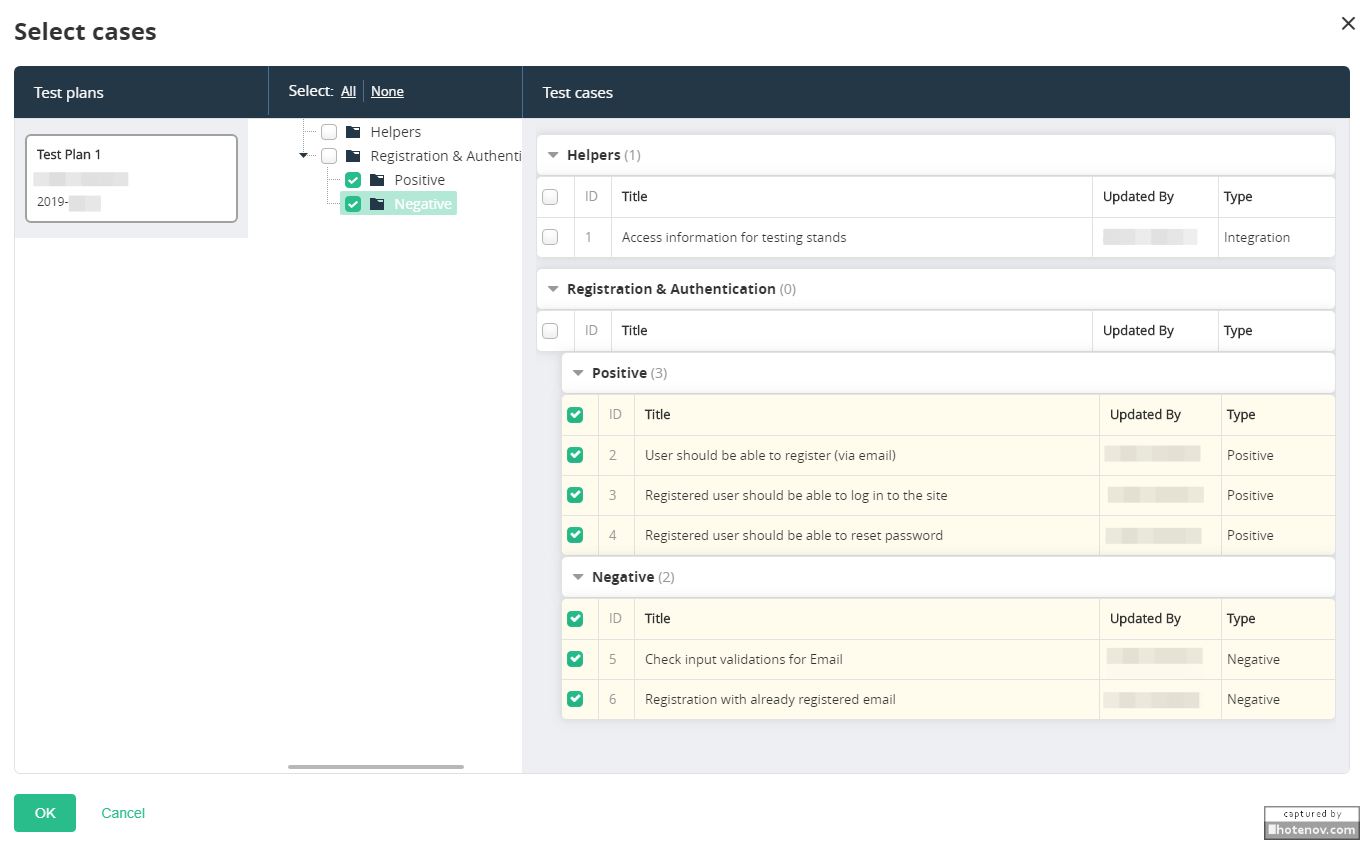 Select cases
Test plans
Select: All None
Test cases
Test Plan 1
2019-
Helpers
Registration & Authenti
Positive
Negative
Helpers (1)
ID Title Updated By Type
1 Access information for testing stands Integration
Registration & Authentication (0)
ID Title Updated By Type
Positive (3)
ID Title Updated By Type
2 User should be able to register (via email) Positive
3 Registered user should be able to log in to the site Positive
4 Registered user should be able to reset password Positive
Negative (2)
ID Title Updated By Type
5 Check input validations for Email Negative
6 Registration with already registered email Negative
OK Cancel
captured by
hotenov.com